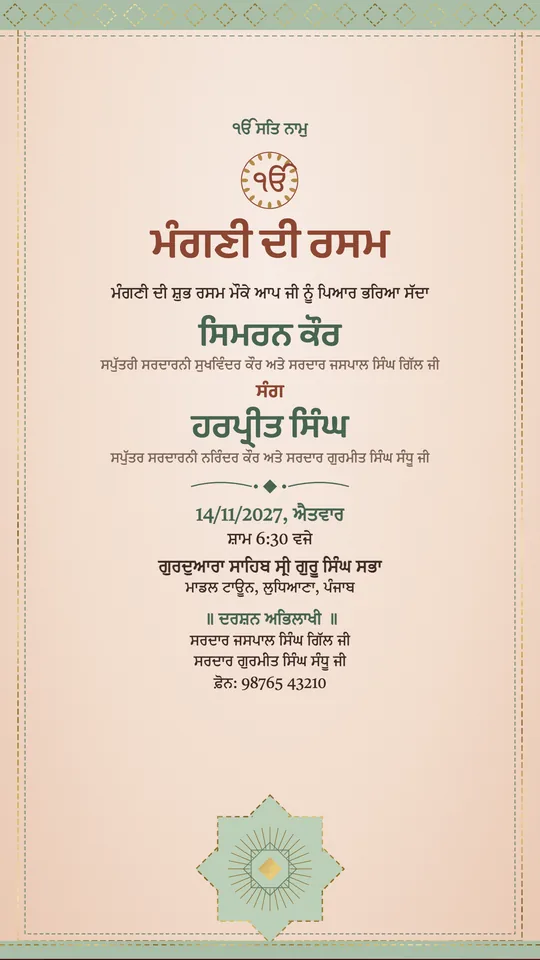 ੴ ਸਤਿ ਨਾਮੁ
ੴ
ਮੰਗਣੀ ਦੀ ਰਸਮ
ਮੰਗਣੀ ਦੀ ਸ਼ੁਭ ਰਸਮ ਮੌਕੇ ਆਪ ਜੀ ਨੂੰ ਪਿਆਰ ਭਰਿਆ ਸੱਦਾ
ਸਿਮਰਨ ਕੌਰ
ਸਪੁੱਤਰੀ ਸਰਦਾਰਨੀ ਸੁਖਵਿੰਦਰ ਕੌਰ ਅਤੇ ਸਰਦਾਰ ਜਸਪਾਲ ਸਿੰਘ ਗਿੱਲ ਜੀ
ਸੰਗ
ਹਰਪ੍ਰੀਤ ਸਿੰਘ
ਸਪੁੱਤਰ ਸਰਦਾਰਨੀ ਨਰਿੰਦਰ ਕੌਰ ਅਤੇ ਸਰਦਾਰ ਗੁਰਮੀਤ ਸਿੰਘ ਸੰਧੂ ਜੀ
14/11/2027, ਐਤਵਾਰ
ਸ਼ਾਮ 6:30 ਵਜੇ
ਗੁਰਦੁਆਰਾ ਸਾਹਿਬ ਸ੍ਰੀ ਗੁਰੂ ਸਿੰਘ ਸਭਾ
ਮਾਡਲ ਟਾਊਨ, ਲੁਧਿਆਣਾ, ਪੰਜਾਬ
॥ ਦਰਸ਼ਨ ਅਭਿਲਾਖੀ ॥
ਸਰਦਾਰ ਜਸਪਾਲ ਸਿੰਘ ਗਿੱਲ ਜੀ
ਸਰਦਾਰ ਗੁਰਮੀਤ ਸਿੰਘ ਸੰਧੂ ਜੀ
ਫ਼ੋਨ: 98765 43210